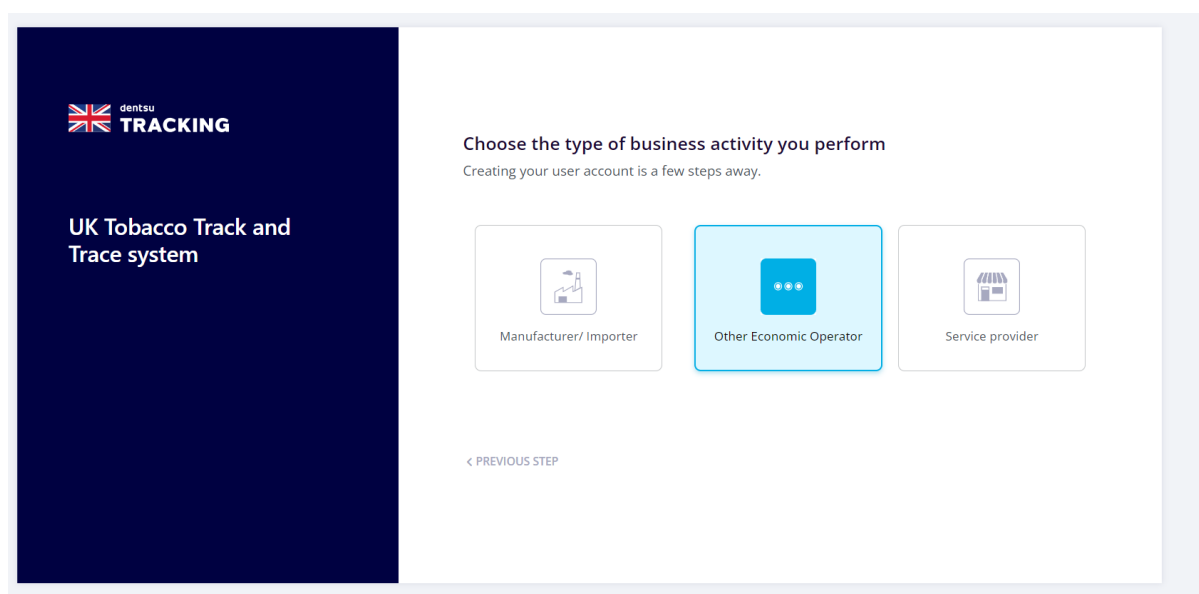 dentsu
TRACKING
UK Tobacco Track and
Trace system
Choose the type of business activity you perform
Creating your user account is a few steps away.
Manufacturer/ Importer
Other Economic Operator
Service provider
< PREVIOUS STEP